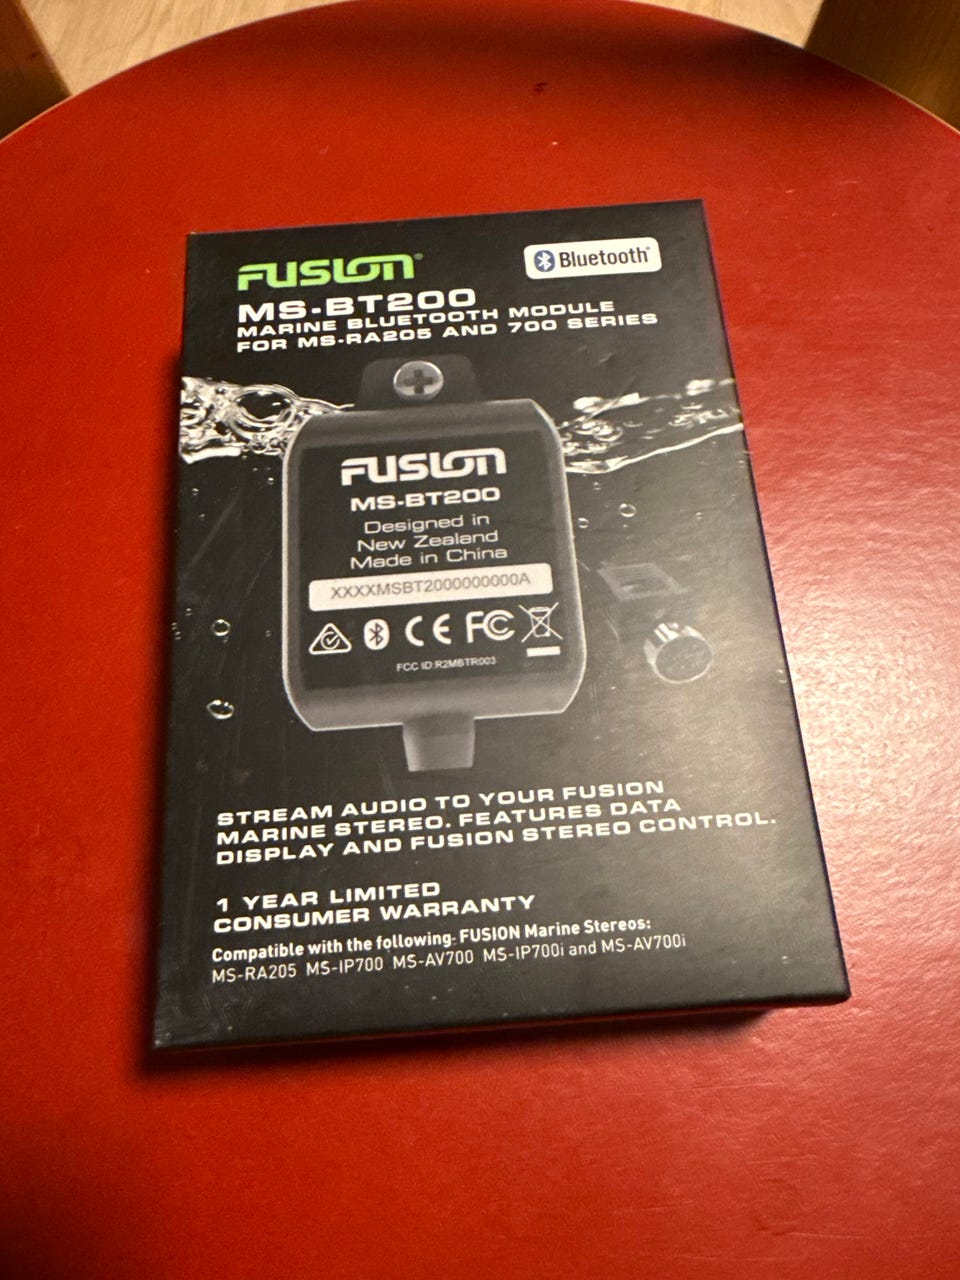 FUSION®
Bluetooth®
MS-BT200
MARINE BLUETOOTH MODULE
FOR MS-RA205 AND 700 SERIES
FUSION
MS-BT200
Designed in
New Zealand
Made in China
XXXXMSBT2000000000A
CE FC
FCC ID:R2MBTR003
STREAM AUDIO TO YOUR FUSION
MARINE STEREO. FEATURES DATA
DISPLAY AND FUSION STEREO CONTROL.
1 YEAR LIMITED
CONSUMER WARRANTY
Compatible with the following FUSION Marine Stereos:
MS-RA205 MS-IP700 MS-AV700 MS-IP700i and MS-AV700i